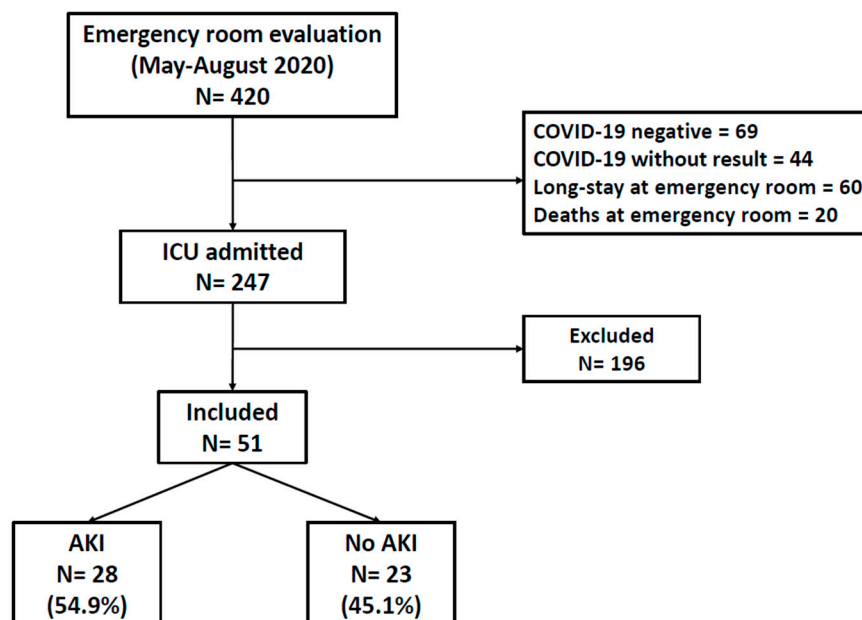 Emergency room evaluation
(May-August 2020)
N= 420
COVID-19 negative = 69
COVID-19 without result = 44
Long-stay at emergency room = 60
Deaths at emergency room = 20
ICU admitted
N= 247
Excluded
N= 196
Included
N= 51
AKI
N= 28
(54.9%)
No AKI
N= 23
(45.1%)